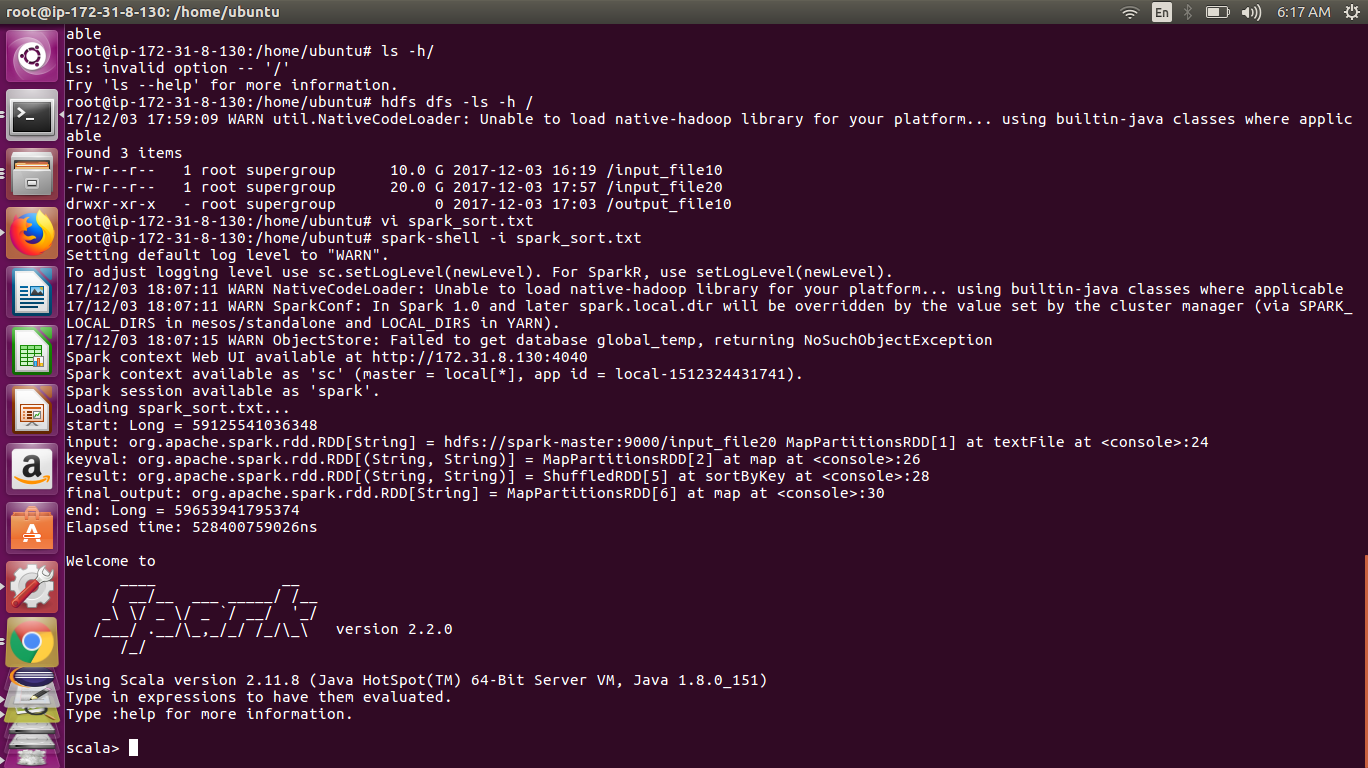 root@ip-172-31-8-130: /home/ubuntu
En
6:17 AM
able
root@ip-172-31-8-130:/home/ubuntu# ls -h/
ls: invalid option -- '/'
Try 'ls --help' for more information.
root@ip-172-31-8-130:/home/ubuntu# hdfs dfs -ls -h /
17/12/03 17:59:09 WARN util.NativeCodeLoader: Unable to load native-hadoop library for your platform... using builtin-java classes where applic
able
Found 3 items
-rw-r--r--   1 root supergroup      10.0 G 2017-12-03 16:19 /input_file10
-rw-r--r--   1 root supergroup      20.0 G 2017-12-03 17:57 /input_file20
drwxr-xr-x   - root supergroup           0 2017-12-03 17:03 /output_file10
root@ip-172-31-8-130:/home/ubuntu# vi spark_sort.txt
root@ip-172-31-8-130:/home/ubuntu# spark-shell -i spark_sort.txt
Setting default log level to "WARN".
To adjust logging level use sc.setLogLevel(newLevel). For SparkR, use setLogLevel(newLevel).
17/12/03 18:07:11 WARN NativeCodeLoader: Unable to load native-hadoop library for your platform... using builtin-java classes where applicable
17/12/03 18:07:11 WARN SparkConf: In Spark 1.0 and later spark.local.dir will be overridden by the value set by the cluster manager (via SPARK_
LOCAL_DIRS in mesos/standalone and LOCAL_DIRS in YARN).
17/12/03 18:07:15 WARN ObjectStore: Failed to get database global_temp, returning NoSuchObjectException
Spark context Web UI available at http://172.31.8.130:4040
Spark context available as 'sc' (master = local[*], app id = local-1512324431741).
Spark session available as 'spark'.
Loading spark_sort.txt...
start: Long = 59125541036348
input: org.apache.spark.rdd.RDD[String] = hdfs://spark-master:9000/input_file20 MapPartitionsRDD[1] at textFile at <console>:24
keyval: org.apache.spark.rdd.RDD[(String, String)] = MapPartitionsRDD[2] at map at <console>:26
result: org.apache.spark.rdd.RDD[(String, String)] = ShuffledRDD[5] at sortByKey at <console>:28
final_output: org.apache.spark.rdd.RDD[String] = MapPartitionsRDD[6] at map at <console>:30
end: Long = 59653941795374
Elapsed time: 528400759026ns
Welcome to
      ____              __
     / __/__  ___ _____/ /__
    _\ \/ _ \/ _ `/ __/  '_/
   /___/ .__/\_,_/_/ /_/\_\   version 2.2.0
      /_/
Using Scala version 2.11.8 (Java HotSpot(TM) 64-Bit Server VM, Java 1.8.0_151)
Type in expressions to have them evaluated.
Type :help for more information.
scala>